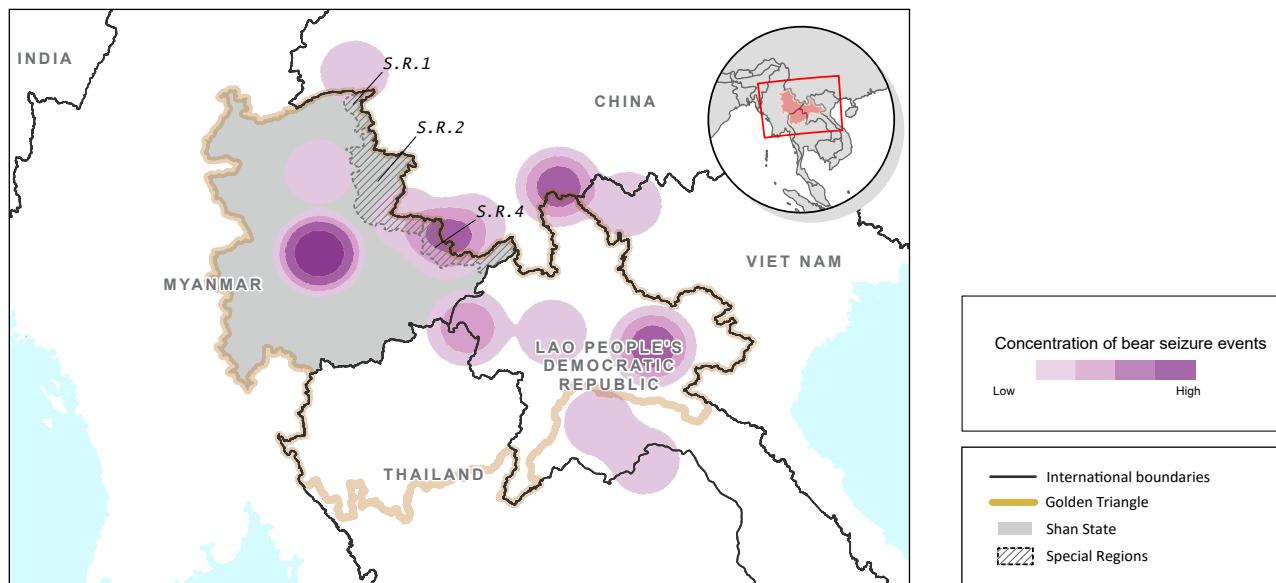 INDIA
S.R.1
CHINA
S.R.2
S.R.4
VIET NAM
MYANMAR
LAO PEOPLE'S
DEMOCRATIC
REPUBLIC
THAILAND
Concentration of bear seizure events
Low
High
International boundaries
Golden Triangle
Shan State
Special Regions